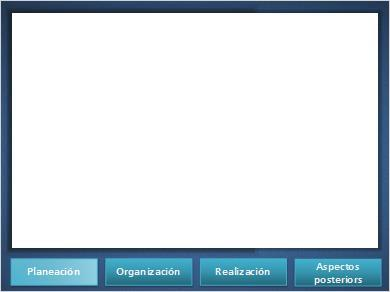 Planeación
Organización
Realización
Aspectos
posteriors